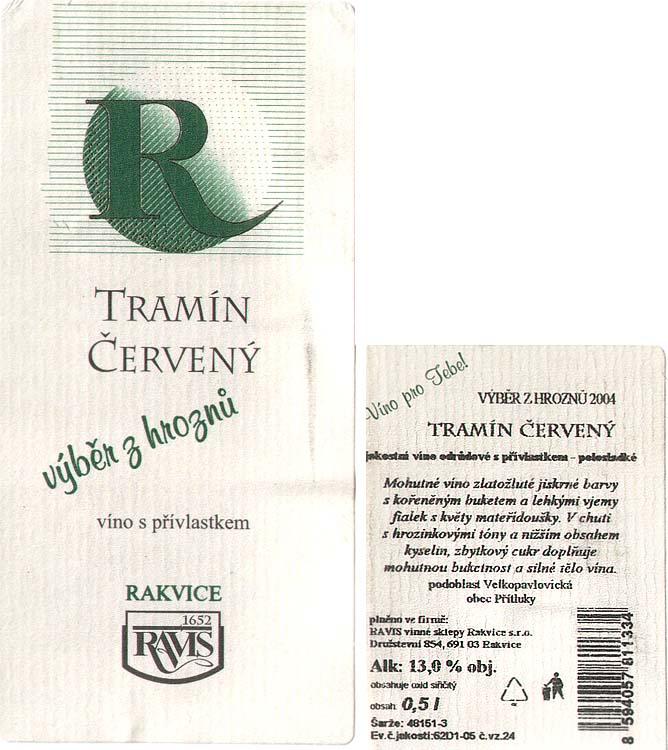 R
TRAMÍN
ČERVENÝ
výběr z hroznů
víno s přívlastkem
RAKVICE
1652
RAVIS
Víno pro Tebe!
VÝBĚR Z HROZNŮ 2004
TRAMÍN ČERVENÝ
jakostní víno odrůdové s přívlastkem - polosladké
Mohutné víno zlatožluté jiskrné barvy
s kořeněným buketem a lehkými vjemy
fialek s květy mateřídoušky. V chuti
s hrozinkovými tóny a nižším obsahem
kyselin, zbytkový cukr doplňuje
mohutnou buketnost a silné tělo vína.
podoblast Velkopavlovická
obec Přítluky
plněno ve firmě:
RAVIS vinné sklepy Rakvice s.r.o.
Družstevní 854, 691 03 Rakvice
Alk: 13,0 % obj.
obsahuje oxid siřičitý
obsah: 0,5 l
Šarže: 48151-3
Ev.č.jakosti:62D1-05 č.vz.24
8 594057 811334